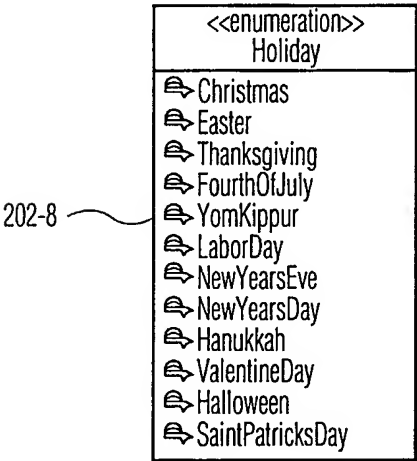 <<enumeration>>
Holiday
Christmas
Easter
Thanksgiving
FourthOfJuly
202-8
YomKippur
LaborDay
NewYearsEve
NewYearsDay
Hanukkah
ValentineDay
Halloween
SaintPatricksDay